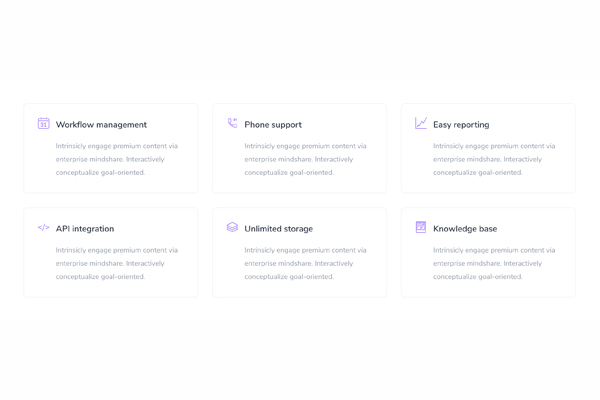 31
Workflow management
Intrinsicly engage premium content via
enterprise mindshare. Interactively
conceptualize goal-oriented.
Phone support
Intrinsicly engage premium content via
enterprise mindshare. Interactively
conceptualize goal-oriented.
Easy reporting
Intrinsicly engage premium content via
enterprise mindshare. Interactively
conceptualize goal-oriented.
</> API integration
Intrinsicly engage premium content via
enterprise mindshare. Interactively
conceptualize goal-oriented.
Unlimited storage
Intrinsicly engage premium content via
enterprise mindshare. Interactively
conceptualize goal-oriented.
Knowledge base
Intrinsicly engage premium content via
enterprise mindshare. Interactively
conceptualize goal-oriented.